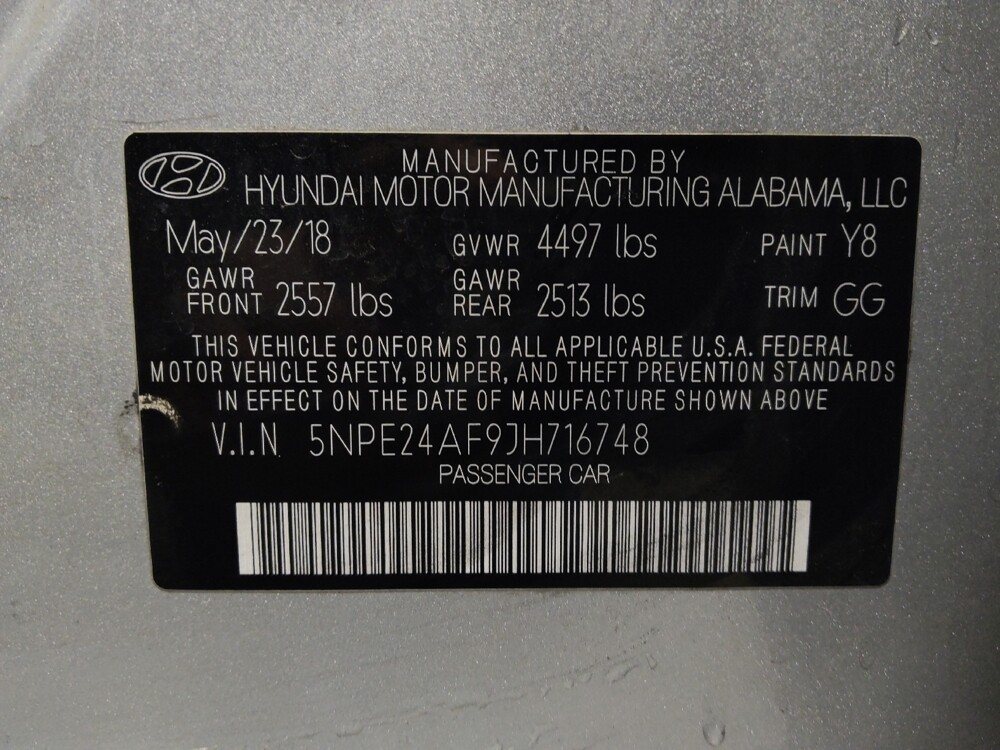 MANUFACTURED BY
HYUNDAI MOTOR MANUFACTURING ALABAMA, LLC
May/23/18 GVWR 4497 lbs PAINT Y8
GAWR FRONT 2557 lbs GAWR REAR 2513 lbs TRIM GG
THIS VEHICLE CONFORMS TO ALL APPLICABLE U.S.A. FEDERAL
MOTOR VEHICLE SAFETY, BUMPER, AND THEFT PREVENTION STANDARDS
IN EFFECT ON THE DATE OF MANUFACTURE SHOWN ABOVE
V.I.N 5NPE24AF9JH716748
PASSENGER CAR